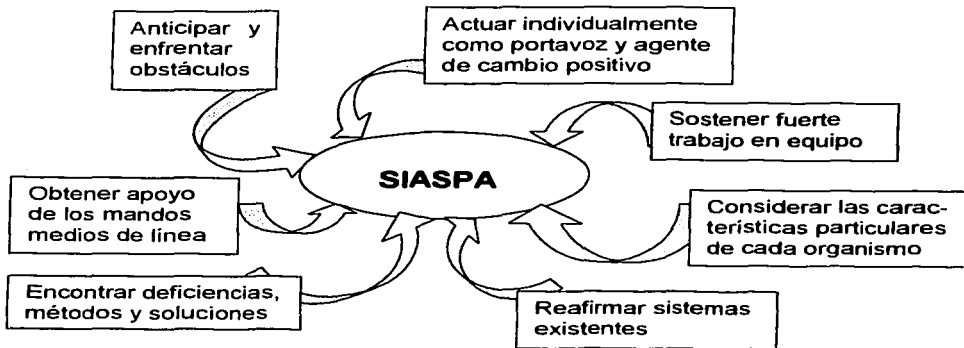 Anticipar y
enfrentar
obstáculos
Actuar individualmente
como portavoz y agente
de cambio positivo
Sostener fuerte
trabajo en equipo
SIASPA
Obtener apoyo
de los mandos
medios de línea
Considerar las carac-
terísticas particulares
de cada organismo
Encontrar deficiencias,
métodos y soluciones
Reafirmar sistemas
existentes